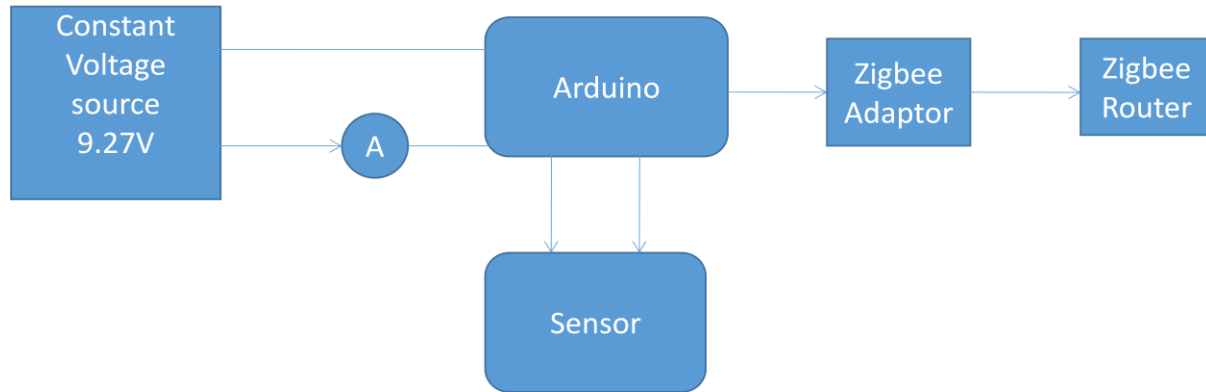 Constant
Voltage
source
9.27V
A
Arduino
Zigbee
Adaptor
Zigbee
Router
Sensor